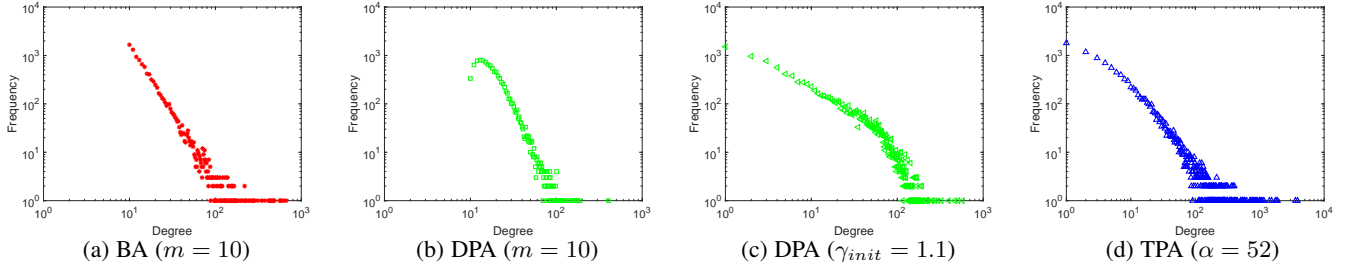 10^4
10^3
10^2
10^1
10^0
Frequency
10^0 10^1 10^2 10^3
Degree
(a) BA (m = 10)
10^4
10^3
10^2
10^1
10^0
Frequency
10^0 10^1 10^2 10^3
Degree
(b) DPA (m = 10)
10^4
10^3
10^2
10^1
10^0
Frequency
10^0 10^1 10^2 10^3
Degree
(c) DPA (γ_init = 1.1)
10^4
10^3
10^2
10^1
10^0
Frequency
10^0 10^1 10^2 10^3 10^4
Degree
(d) TPA (α = 52)